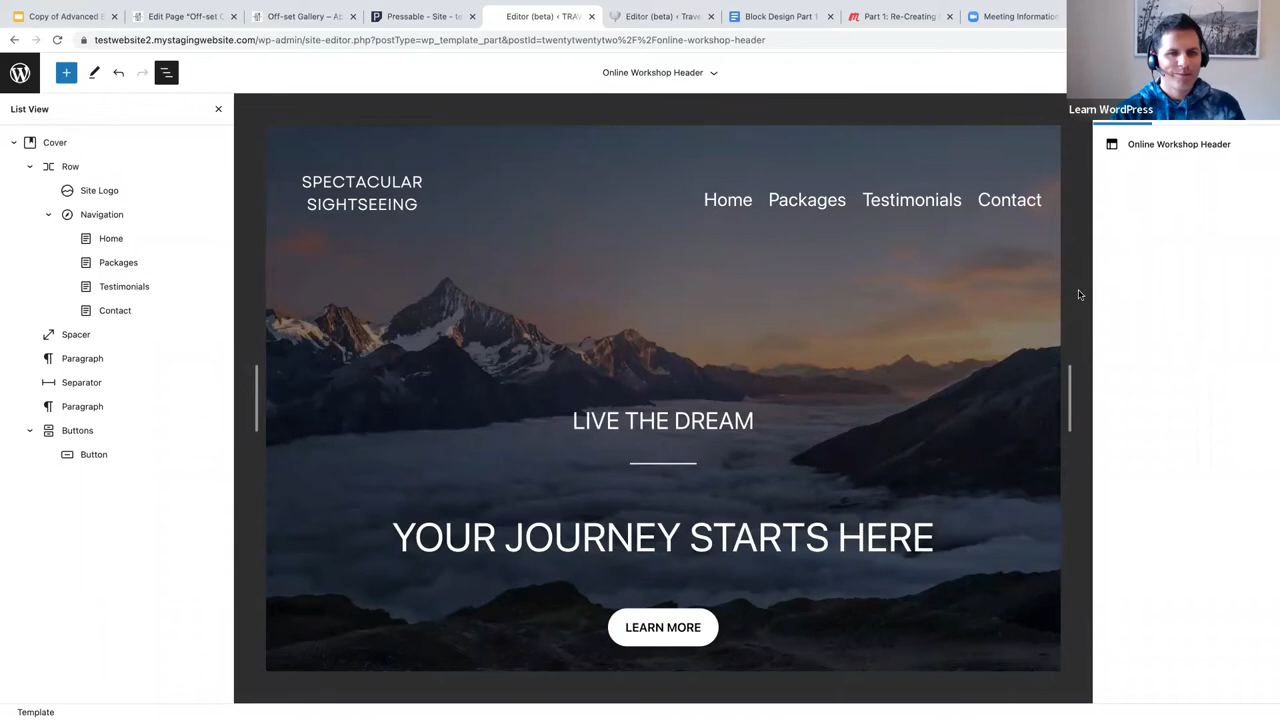 Copy of Advanced E
Edit Page "Off-set C
Off-set Gallery – Ap
Pressable - Site - te
Editor (beta) ‹ TRAV
Editor (beta) ‹ Trave
Block Design Part 1
Part 1: Re-Creating
Meeting Information
testwebsite2.mystagingwebsite.com/wp-admin/site-editor.php?postType=wp_template_part&postId=twentytwentytwo%2F%2Fonline-workshop-header
Online Workshop Header
Learn WordPress
List View
Online Workshop Header
Cover
Row
Site Logo
Navigation
Home
Packages
Testimonials
Contact
Spacer
Paragraph
Separator
Paragraph
Buttons
Button
SPECTACULAR
SIGHTSEEING
Home Packages Testimonials Contact
LIVE THE DREAM
YOUR JOURNEY STARTS HERE
LEARN MORE
Template